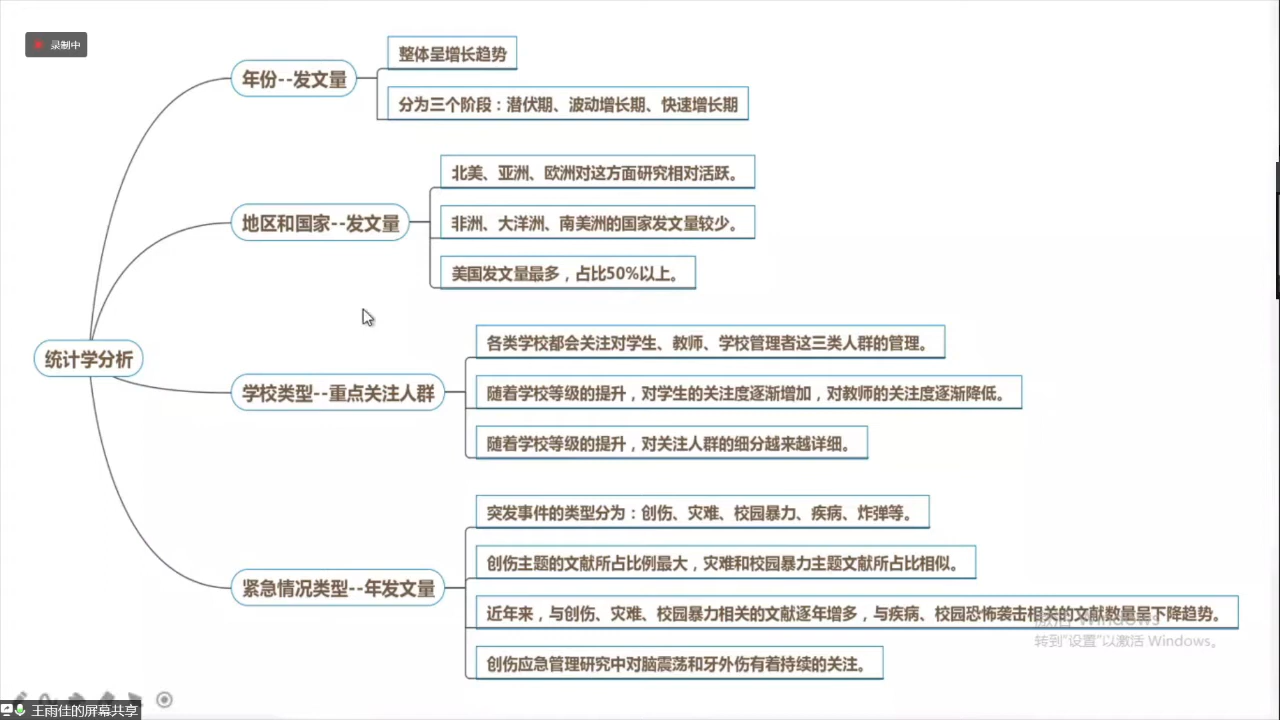 录制中
整体呈增长趋势
年份--发文量
分为三个阶段：潜伏期、波动增长期、快速增长期
北美、亚洲、欧洲对这方面研究相对活跃。
地区和国家--发文量
非洲、大洋洲、南美洲的国家发文量较少。
美国发文量最多，占比50%以上。
统计学分析
各类学校都会关注对学生、教师、学校管理者这三类人群的管理。
学校类型--重点关注人群
随着学校等级的提升，对学生的关注度逐渐增加，对教师的关注度逐渐降低。
随着学校等级的提升，对关注人群的细分越来越详细。
突发事件的类型分为：创伤、灾难、校园暴力、疾病、炸弹等。
创伤主题的文献所占比例最大，灾难和校园暴力主题文献所占比相似。
紧急情况类型--年发文量
近年来，与创伤、灾难、校园暴力相关的文献逐年增多，与疾病、校园恐怖袭击相关的文献数量呈下降趋势。
激活 Windows
转到"设置"以激活 Windows。
创伤应急管理研究中对脑震荡和牙外伤有着持续的关注。
王雨佳的屏幕共享